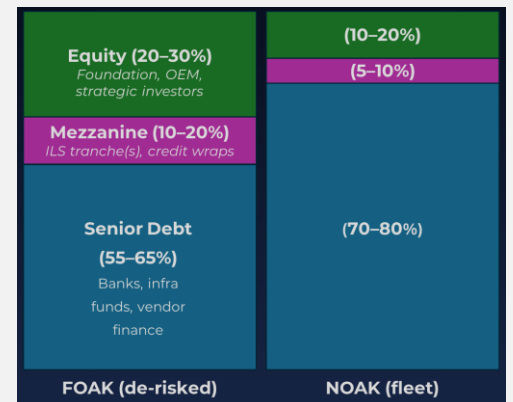 Equity (20–30%)
Foundation, OEM,
strategic investors
Mezzanine (10–20%)
ILS tranche(s), credit wraps
Senior Debt
(55–65%)
Banks, infra
funds, vendor
finance
FOAK (de-risked)
(10–20%)
(5–10%)
(70–80%)
NOAK (fleet)